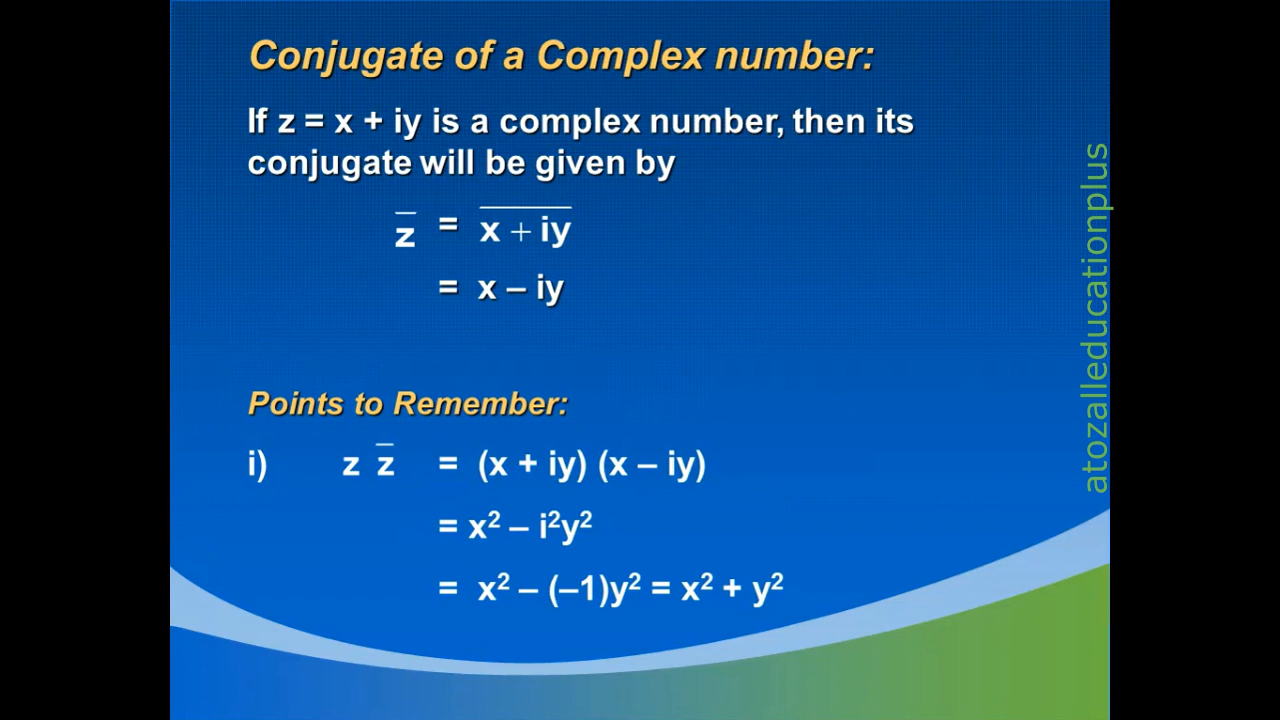 Conjugate of a Complex number:
If z = x + iy is a complex number, then its
conjugate will be given by
z̅ = x̅ ̅+̅ ̅i̅y̅
= x – iy
Points to Remember:
i) z z̅ = (x + iy) (x – iy)
= x² – i²y²
= x² – (–1)y² = x² + y²
atozalleducationplus